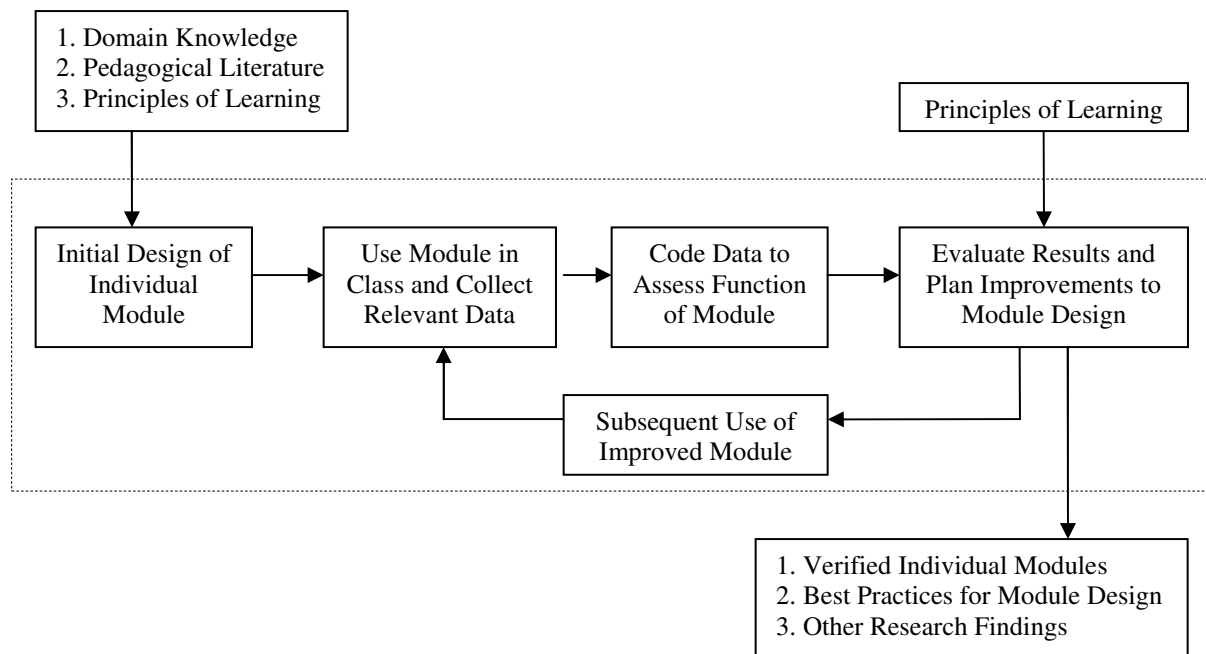 1. Domain Knowledge
2. Pedagogical Literature
3. Principles of Learning
Principles of Learning
Initial Design of
Individual
Module
Use Module in
Class and Collect
Relevant Data
Code Data to
Assess Function
of Module
Evaluate Results and
Plan Improvements to
Module Design
Subsequent Use of
Improved Module
1. Verified Individual Modules
2. Best Practices for Module Design
3. Other Research Findings